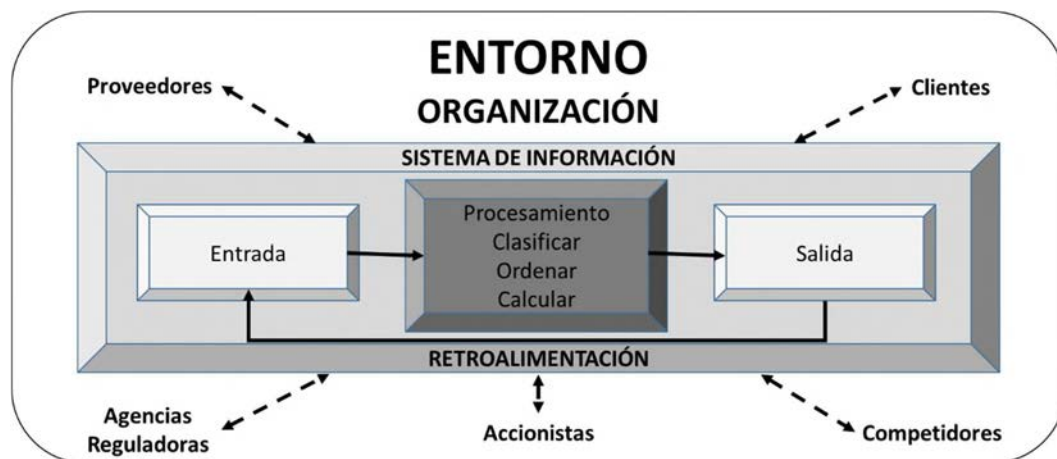 ENTORNO
Proveedores
Clientes
ORGANIZACIÓN
SISTEMA DE INFORMACIÓN
Entrada
Procesamiento
Clasificar
Ordenar
Calcular
Salida
RETROALIMENTACIÓN
Agencias
Reguladoras
Accionistas
Competidores